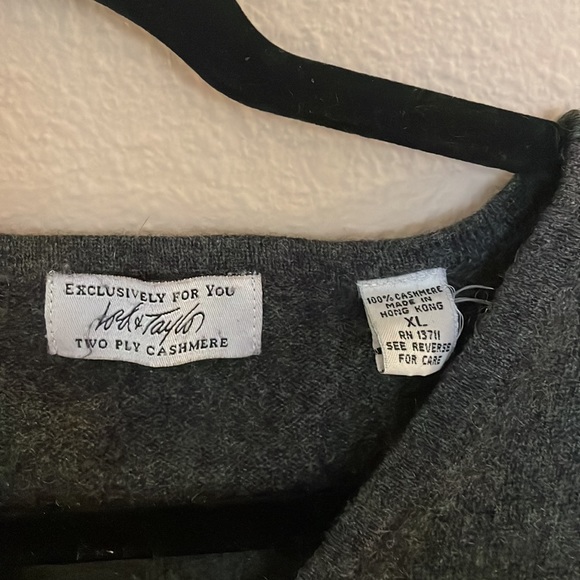 EXCLUSIVELY FOR YOU
Lord & Taylor
TWO PLY CASHMERE
100% CASHMERE
MADE IN
HONG KONG
XL
RN 13711
SEE REVERSE
FOR CARE